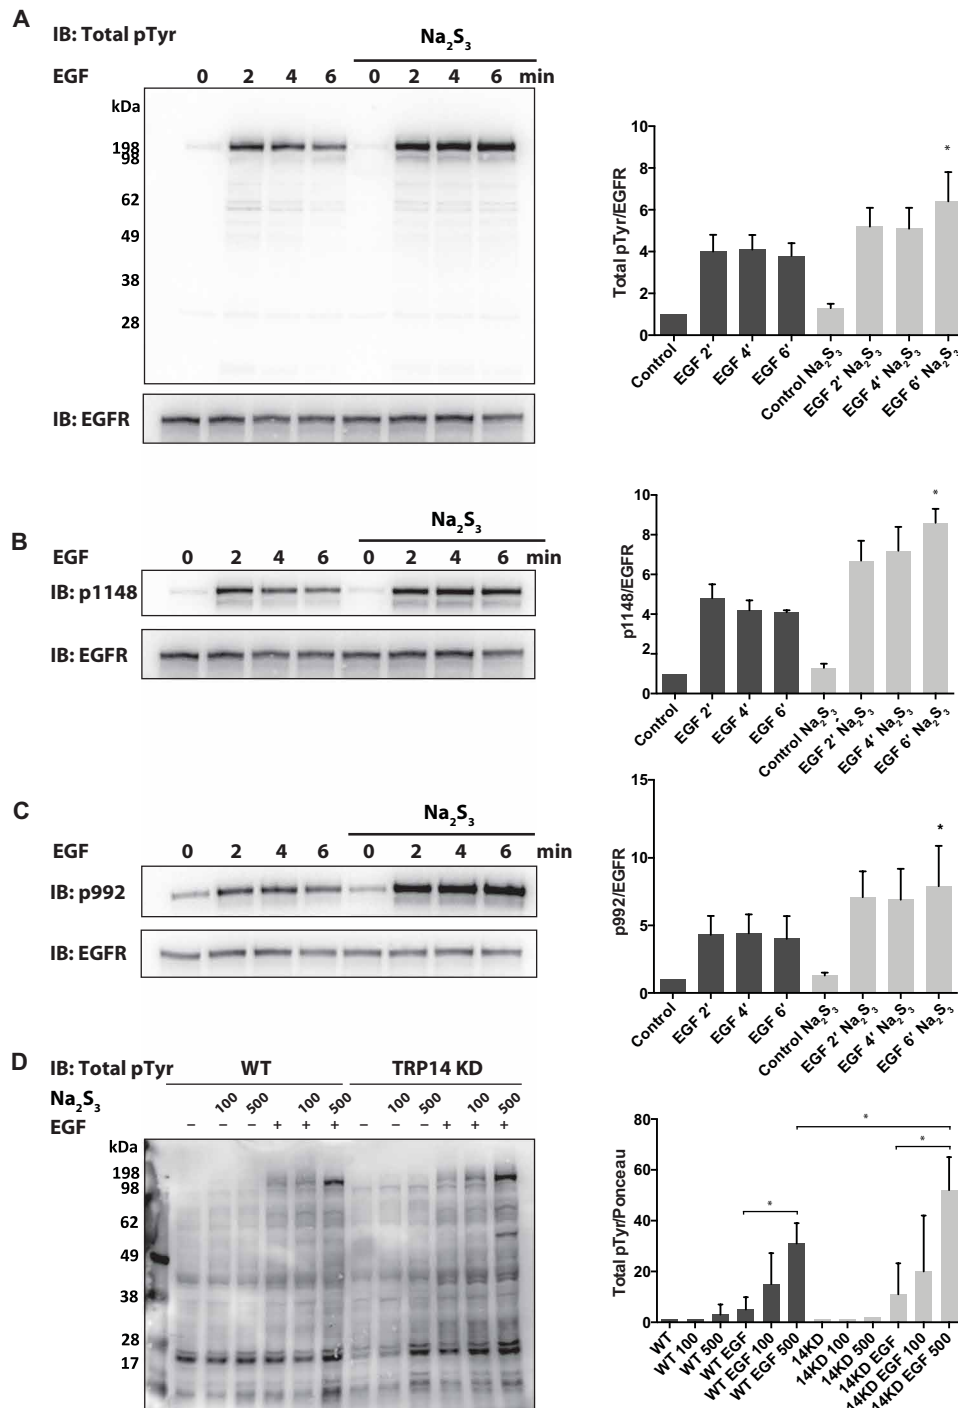 A
IB: Total pTyr
Na₂S₃
EGF 0 2 4 6 0 2 4 6 min
kDa
198
98
62
49
38
28
IB: EGFR
10
8
6
4
2
0
Total pTyr/EGFR
*
Control
EGF 2′
EGF 4′
EGF 6′
Control Na₂S₃
EGF 2′ Na₂S₃
EGF 4′ Na₂S₃
EGF 6′ Na₂S₃
B
Na₂S₃
EGF 0 2 4 6 0 2 4 6 min
IB: p1148
IB: EGFR
10
8
6
4
2
0
p1148/EGFR
*
Control
EGF 2′
EGF 4′
EGF 6′
Control Na₂S₃
EGF 2′ Na₂S₃
EGF 4′ Na₂S₃
EGF 6′ Na₂S₃
C
Na₂S₃
EGF 0 2 4 6 0 2 4 6 min
IB: p992
IB: EGFR
15
10
5
0
p992/EGFR
*
Control
EGF 2′
EGF 4′
EGF 6′
Control Na₂S₃
EGF 2′ Na₂S₃
EGF 4′ Na₂S₃
EGF 6′ Na₂S₃
D
IB: Total pTyr WT TRP14 KD
Na₂S₃ 100 500 100 500 100 500 100 500
EGF − − − + + + − − − + + +
kDa
198
98
62
49
38
28
17
80
60
40
20
0
Total pTyr/Ponceau
*
*
*
WT
WT 100
WT 500
WT EGF
WT EGF 100
WT EGF 500
14KD
14KD 100
14KD 500
14KD EGF
14KD EGF 100
14KD EGF 500